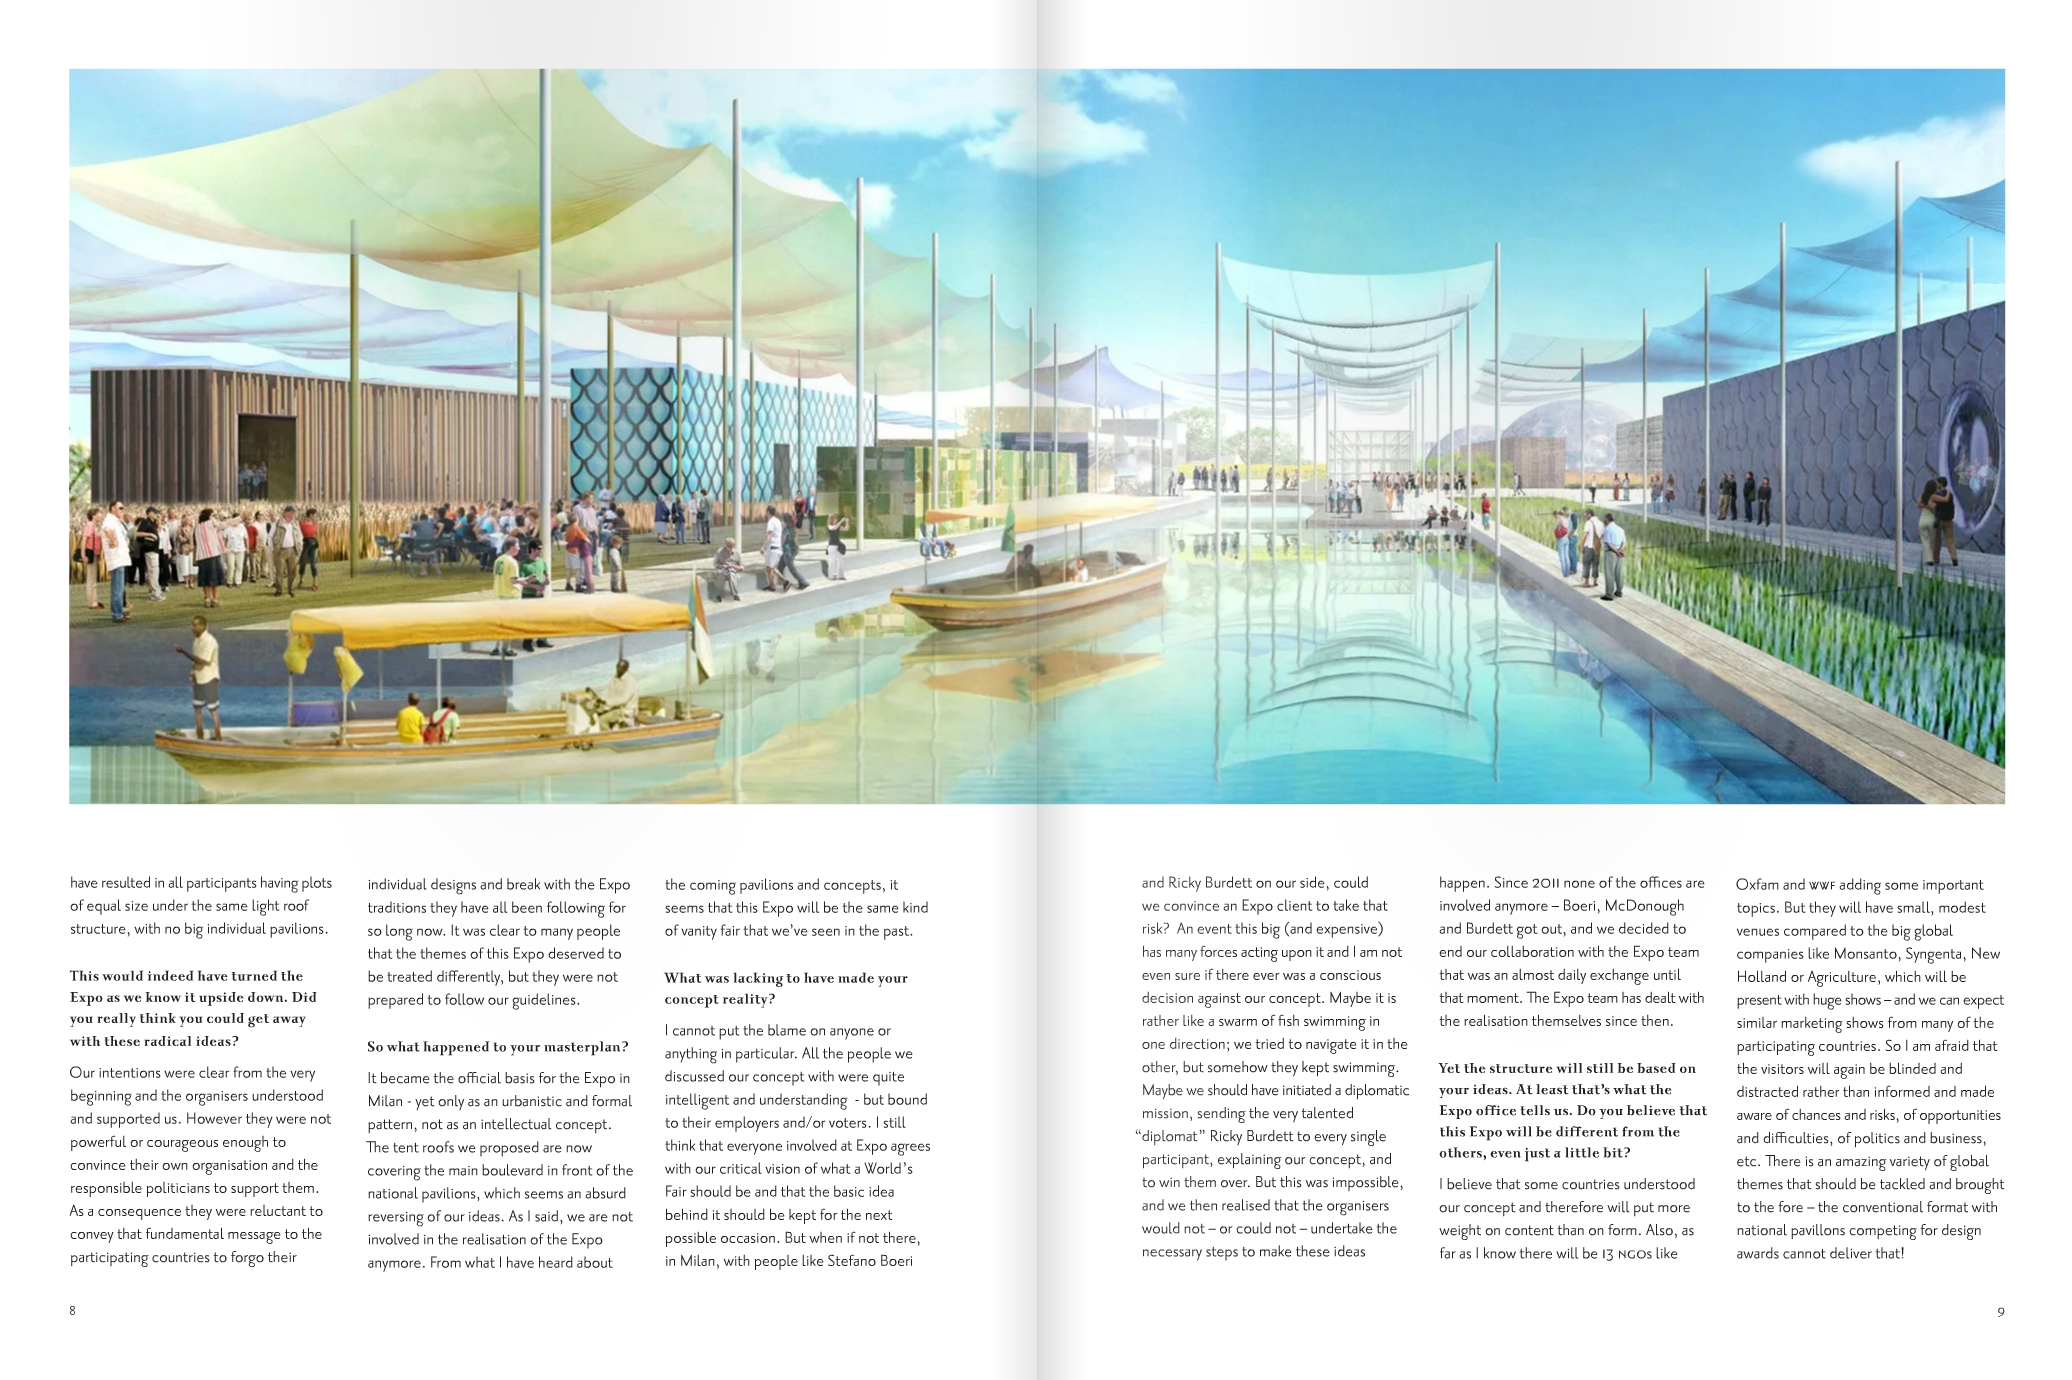 have resulted in all participants having plots
of equal size under the same light roof
structure, with no big individual pavilions.
This would indeed have turned the
Expo as we know it upside down. Did
you really think you could get away
with these radical ideas?
Our intentions were clear from the very
beginning and the organisers understood
and supported us. However they were not
powerful or courageous enough to
convince their own organisation and the
responsible politicians to support them.
As a consequence they were reluctant to
convey that fundamental message to the
participating countries to forgo their
individual designs and break with the Expo
traditions they have all been following for
so long now. It was clear to many people
that the themes of this Expo deserved to
be treated differently, but they were not
prepared to follow our guidelines.
So what happened to your masterplan?
It became the official basis for the Expo in
Milan - yet only as an urbanistic and formal
pattern, not as an intellectual concept.
The tent roofs we proposed are now
covering the main boulevard in front of the
national pavilions, which seems an absurd
reversing of our ideas. As I said, we are not
involved in the realisation of the Expo
anymore. From what I have heard about
the coming pavilions and concepts, it
seems that this Expo will be the same kind
of vanity fair that we've seen in the past.
What was lacking to have made your
concept reality?
I cannot put the blame on anyone or
anything in particular. All the people we
discussed our concept with were quite
intelligent and understanding - but bound
to their employers and/or voters. I still
think that everyone involved at Expo agrees
with our critical vision of what a World's
Fair should be and that the basic idea
behind it should be kept for the next
possible occasion. But when if not there,
in Milan, with people like Stefano Boeri
8
and Ricky Burdett on our side, could
we convince an Expo client to take that
risk? An event this big (and expensive)
has many forces acting upon it and I am not
even sure if there ever was a conscious
decision against our concept. Maybe it is
rather like a swarm of fish swimming in
one direction; we tried to navigate it in the
other, but somehow they kept swimming.
Maybe we should have initiated a diplomatic
mission, sending the very talented
“diplomat” Ricky Burdett to every single
participant, explaining our concept, and
to win them over. But this was impossible,
and we then realised that the organisers
would not – or could not – undertake the
necessary steps to make these ideas
happen. Since 2011 none of the offices are
involved anymore – Boeri, McDonough
and Burdett got out, and we decided to
end our collaboration with the Expo team
that was an almost daily exchange until
that moment. The Expo team has dealt with
the realisation themselves since then.
Yet the structure will still be based on
your ideas. At least that's what the
Expo office tells us. Do you believe that
this Expo will be different from the
others, even just a little bit?
I believe that some countries understood
our concept and therefore will put more
weight on content than on form. Also, as
far as I know there will be 13 NGOs like
Oxfam and WWF adding some important
topics. But they will have small, modest
venues compared to the big global
companies like Monsanto, Syngenta, New
Holland or Agriculture, which will be
present with huge shows – and we can expect
similar marketing shows from many of the
participating countries. So I am afraid that
the visitors will again be blinded and
distracted rather than informed and made
aware of chances and risks, of opportunities
and difficulties, of politics and business,
etc. There is an amazing variety of global
themes that should be tackled and brought
to the fore – the conventional format with
national pavillons competing for design
awards cannot deliver that!
9